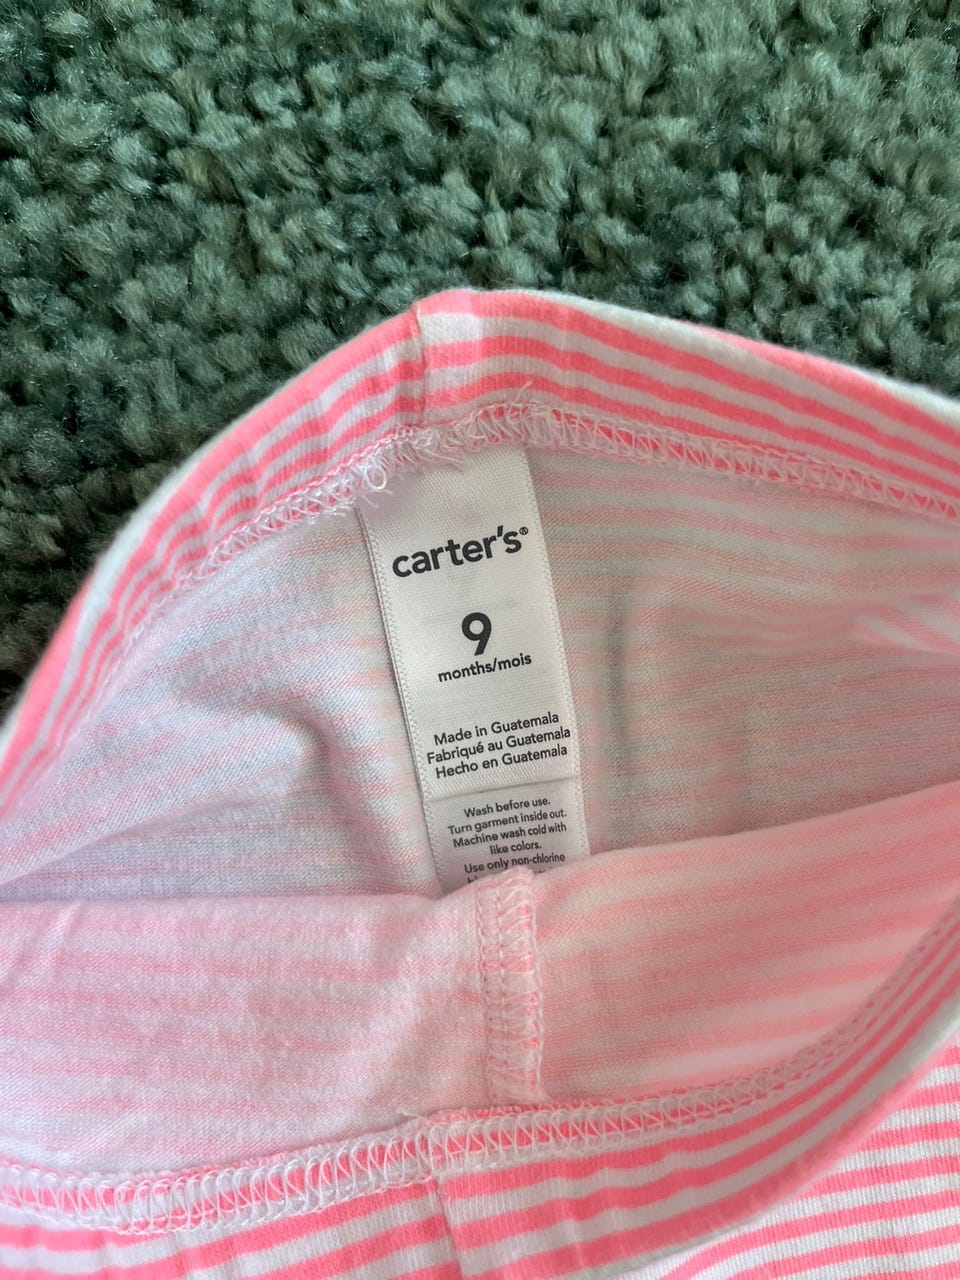 carter's®
9
months/mois
Made in Guatemala
Fabriqué au Guatemala
Hecho en Guatemala
Wash before use.
Turn garment inside out.
Machine wash cold with
like colors.
Use only non-chlorine